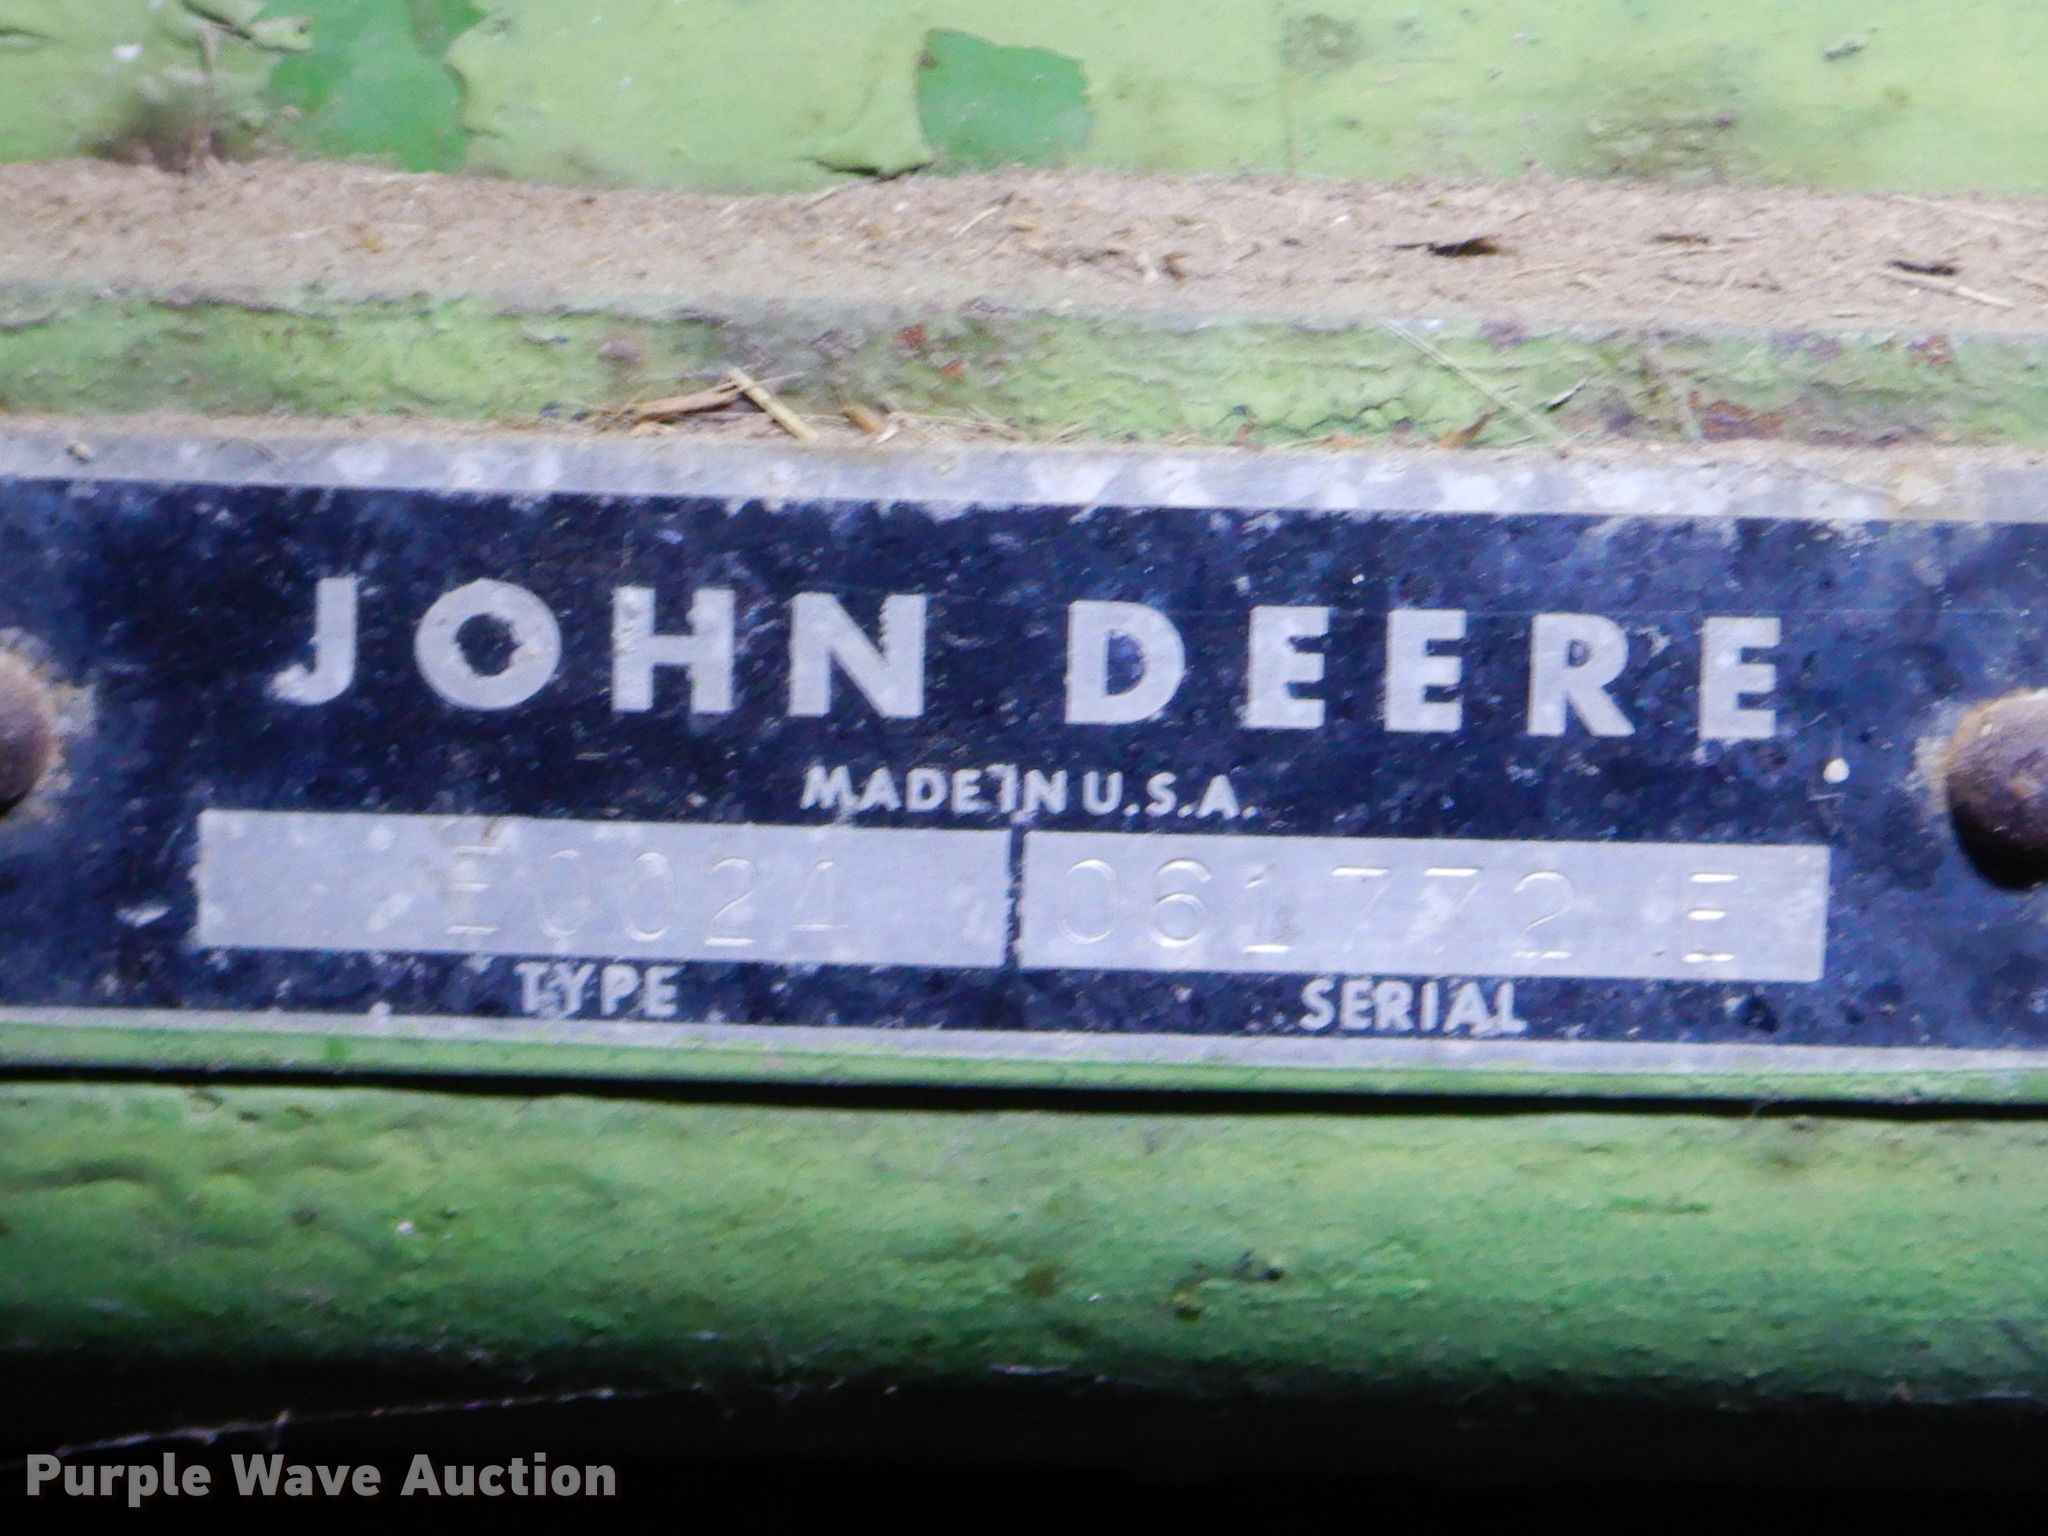 JOHN DEERE
MADE IN U.S.A.
E0024 061772 E
TYPE SERIAL
Purple Wave Auction